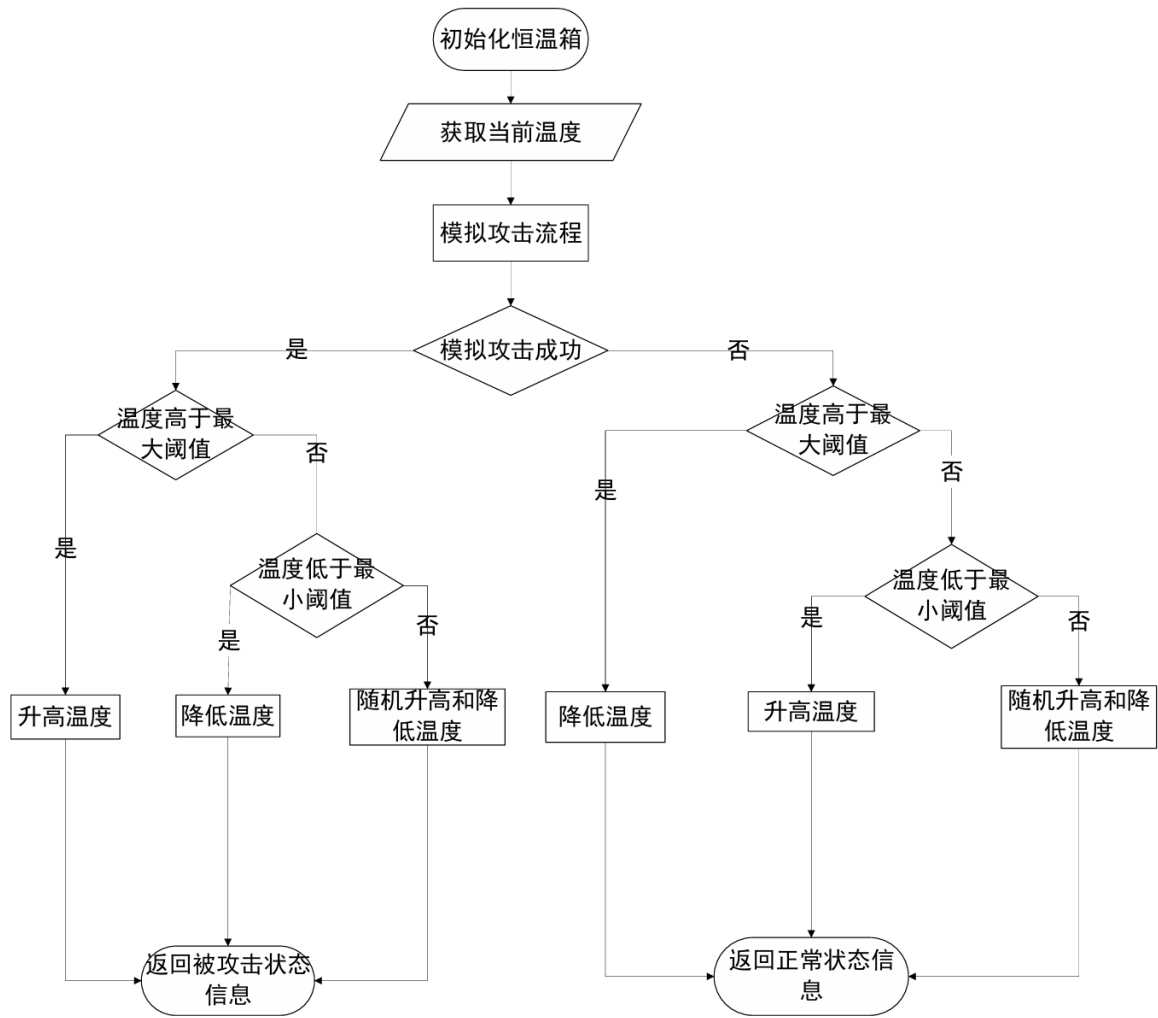 初始化恒温箱
获取当前温度
模拟攻击流程
模拟攻击成功
是
否
温度高于最
大阈值
温度高于最
大阈值
否
否
是
是
温度低于最
小阈值
温度低于最
小阈值
是
否
是
否
升高温度
降低温度
随机升高和降
低温度
降低温度
升高温度
随机升高和降
低温度
返回被攻击状态
信息
返回正常状态信
息